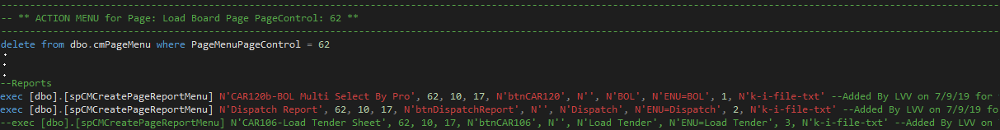 --------------------------------------------------------------------------------
-- ** ACTION MENU for Page: Load Board Page PageControl: 62 **
--------------------------------------------------------------------------------
delete from dbo.cmPageMenu where PageMenuPageControl = 62
.
.
.
--Reports
exec [dbo].[spCMCreatePageReportMenu] N'CAR120b-BOL Multi Select By Pro', 62, 10, 17, N'btnCAR120', N'', N'BOL', N'ENU=BOL', 1, N'k-i-file-txt' --Added By LVV on 7/9/19 for
exec [dbo].[spCMCreatePageReportMenu] N'Dispatch Report', 62, 10, 17, N'btnDispatchReport', N'', N'Dispatch', N'ENU=Dispatch', 2, N'k-i-file-txt' --Added By LVV on 7/9/19 fo
--exec [dbo].[spCMCreatePageReportMenu] N'CAR106-Load Tender Sheet', 62, 10, 17, N'btnCAR106', N'', N'Load Tender', N'ENU=Load Tender', 3, N'k-i-file-txt' --Added By LVV on